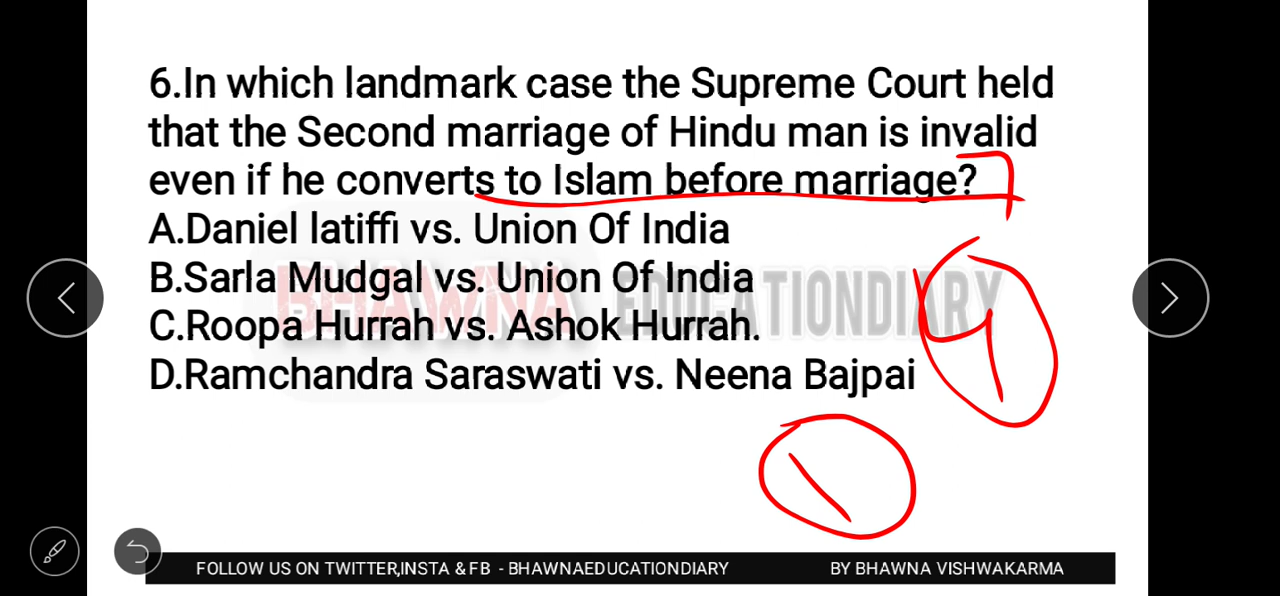 6.In which landmark case the Supreme Court held
that the Second marriage of Hindu man is invalid
even if he converts to Islam before marriage?
A.Daniel latiffi vs. Union Of India
B.Sarla Mudgal vs. Union Of India
C.Roopa Hurrah vs. Ashok Hurrah.
D.Ramchandra Saraswati vs. Neena Bajpai
BHAWNA EDUCATIONDIARY
FOLLOW US ON TWITTER,INSTA & FB - BHAWNAEDUCATIONDIARY BY BHAWNA VISHWAKARMA